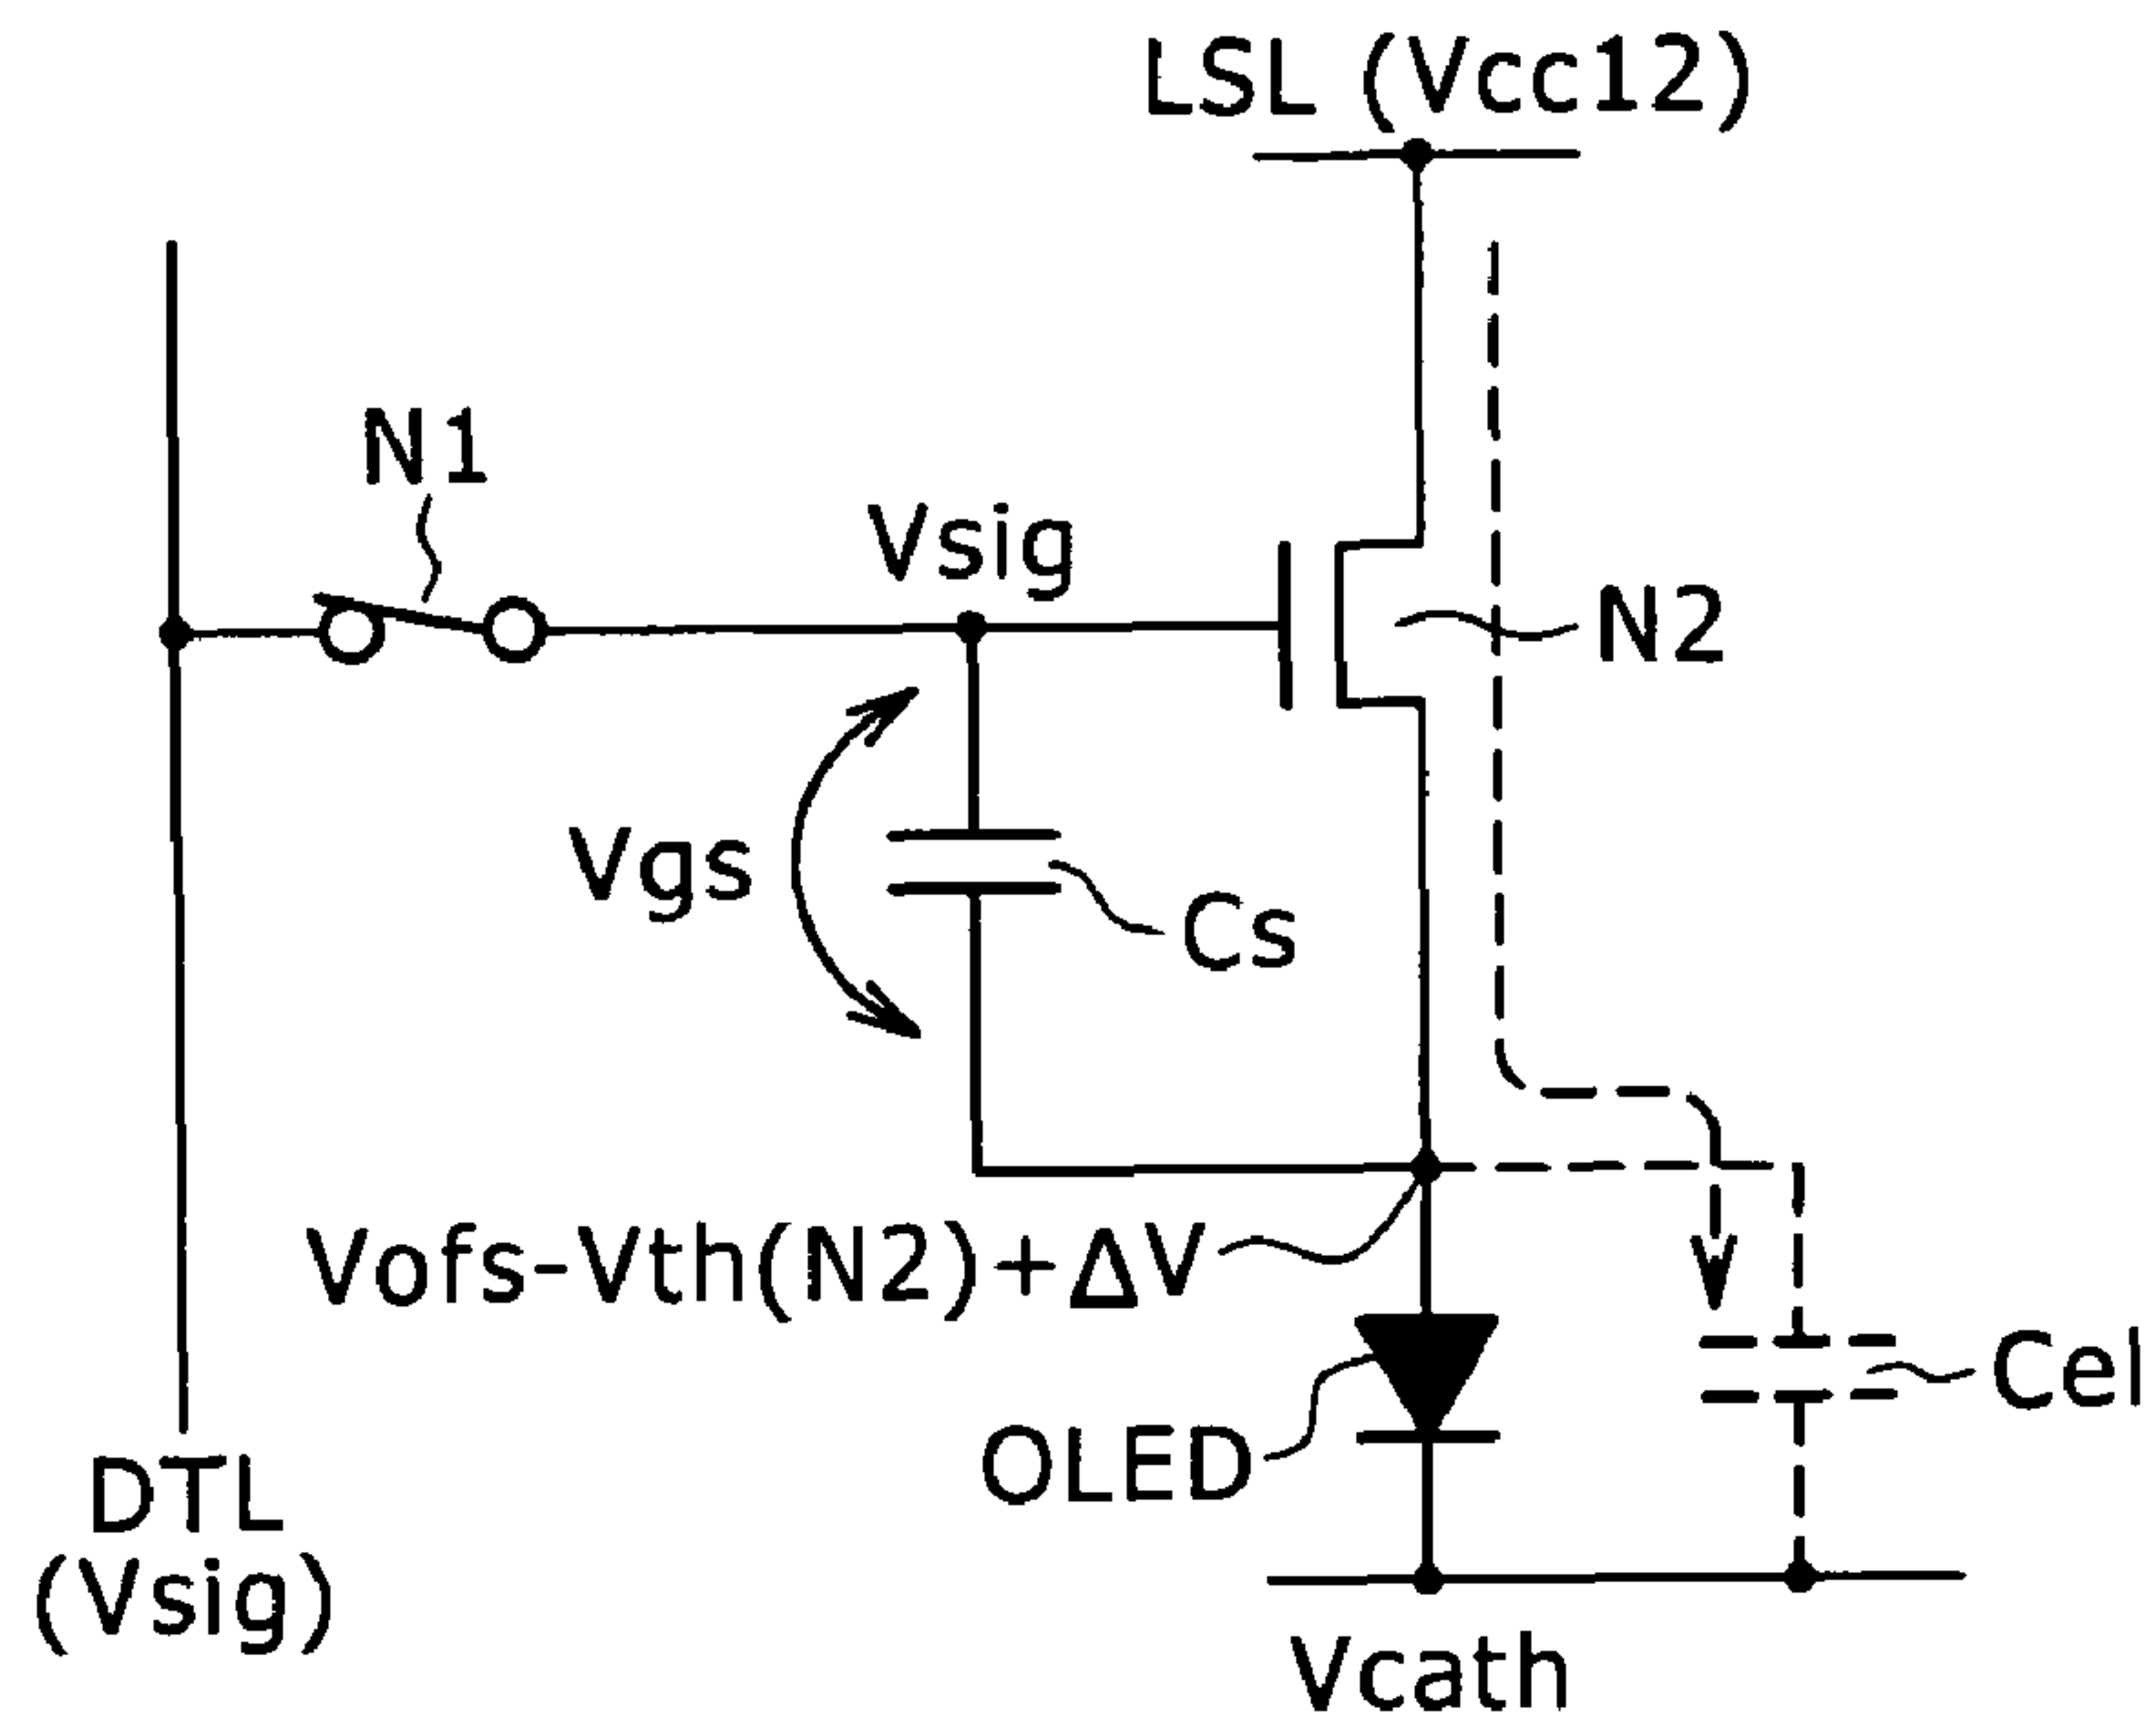 LSL (Vcc12)
N1
Vsig
N2
Vgs
Cs
Vofs-Vth(N2)+ΔV
Cel
OLED
DTL
(Vsig)
Vcath